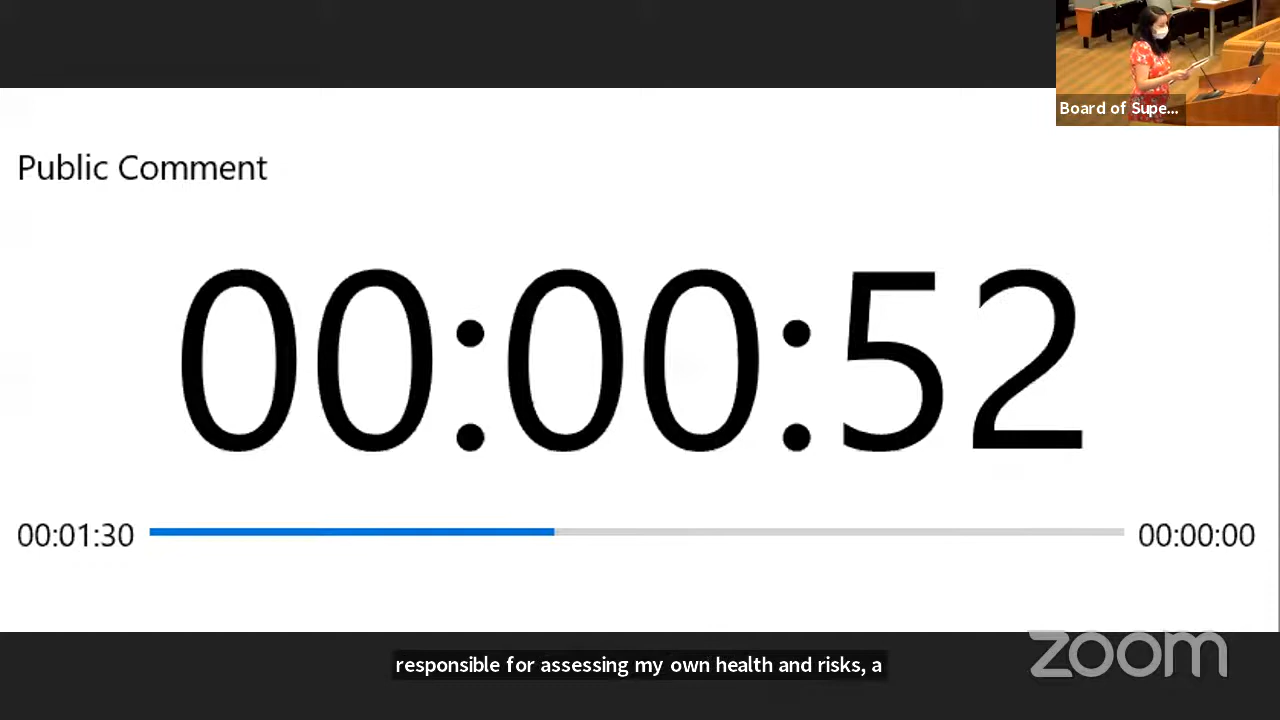 Board of Supe...
Public Comment
00:00:52
00:01:30
00:00:00
responsible for assessing my own health and risks, a
zoom